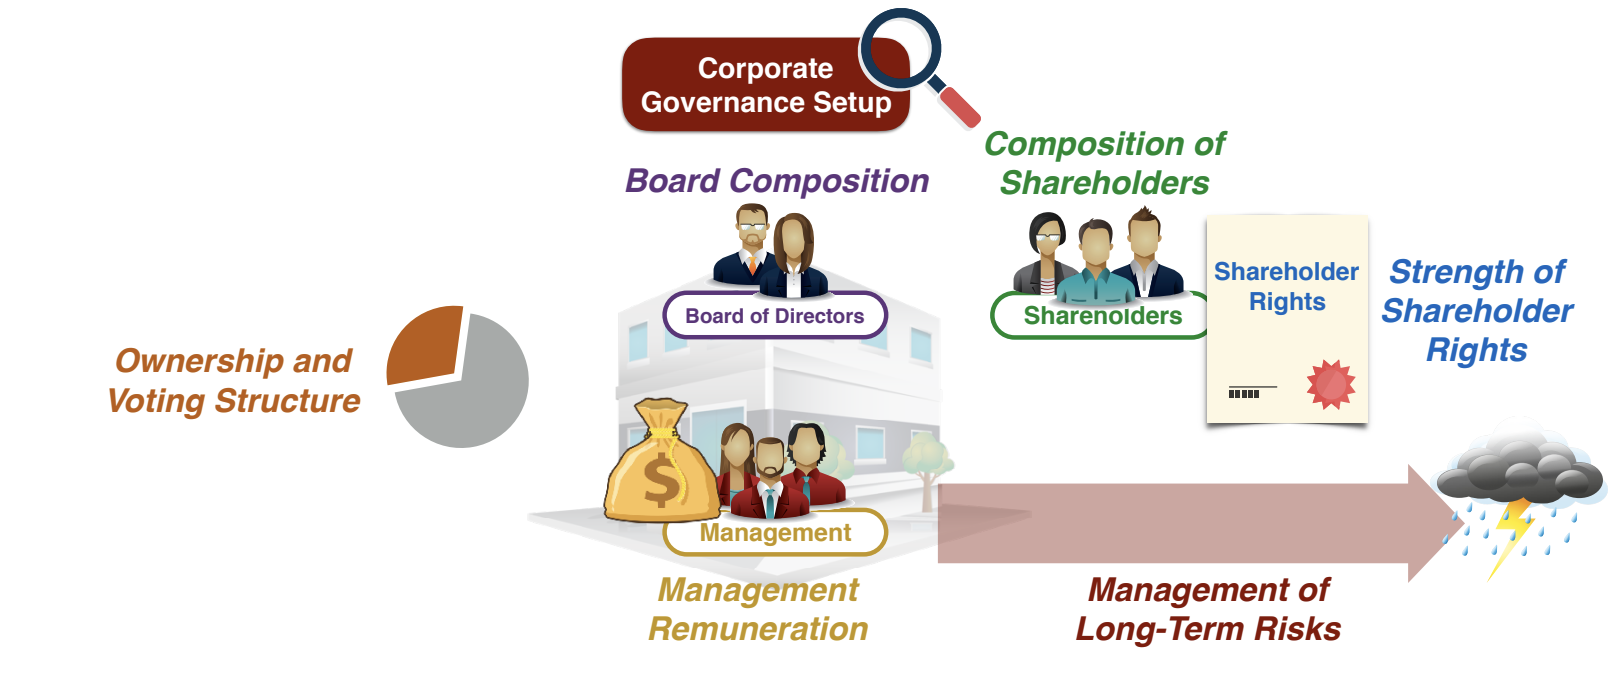 Corporate
Governance Setup
Composition of
Shareholders
Board Composition
Shareholder
Rights
Strength of
Shareholder
Rights
Board of Directors
Shareholders
Ownership and
Voting Structure
$
Management
Management
Remuneration
Management of
Long-Term Risks